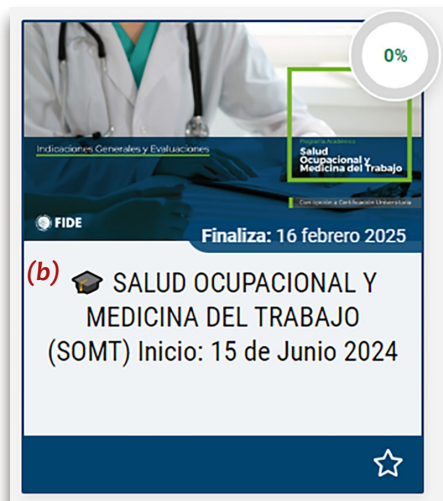 0%
Indicaciones Generales y Evaluaciones
Programa Académico
Salud
Ocupacional y
Medicina del Trabajo
Con opción a Certificación Universitaria
FIDE
Finaliza: 16 febrero 2025
(b) 🎓 SALUD OCUPACIONAL Y
MEDICINA DEL TRABAJO
(SOMT) Inicio: 15 de Junio 2024